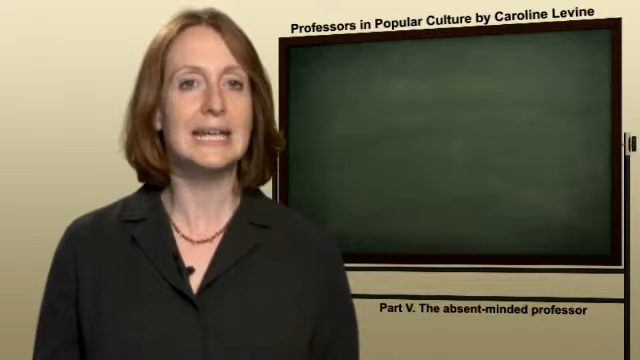 Professors in Popular Culture by Caroline Levine
Part V. The absent-minded professor